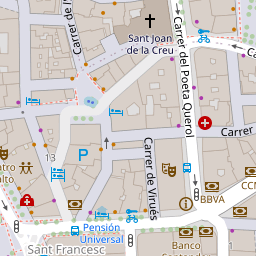 Carrer de
Sant Joan
de la Creu
Carrer del Poeta Querol
Carrer
Carrer de Virués
13
P
BBVA
Pensión
Universal
Sant Francesc
Banco